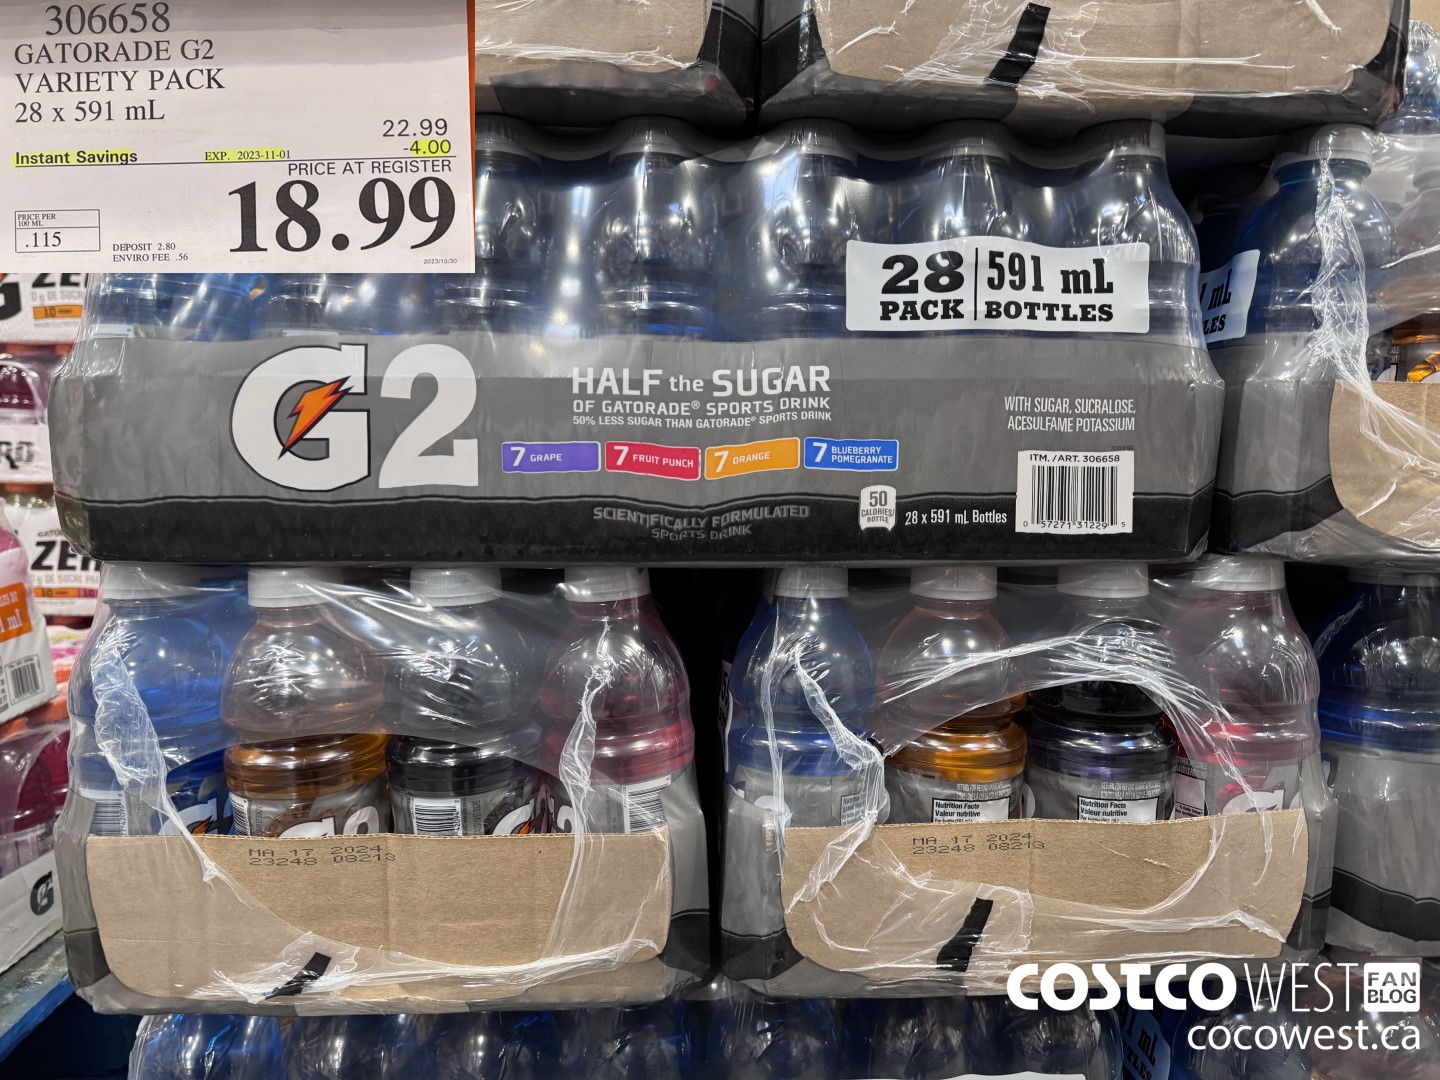 306658
GATORADE G2
VARIETY PACK
28 x 591 mL
22.99
Instant Savings EXP. 2023-11-01 -4.00
PRICE AT REGISTER
18.99
PRICE PER
100 ML
.115
DEPOSIT 2.80
ENVIRO FEE .56
2023/10/30
28 PACK
591 mL BOTTLES
G2
HALF the SUGAR
OF GATORADE® SPORTS DRINK
50% LESS SUGAR THAN GATORADE® SPORTS DRINK
7 GRAPE
7 FRUIT PUNCH
7 ORANGE
7 BLUEBERRY POMEGRANATE
WITH SUGAR, SUCRALOSE,
ACESULFAME POTASSIUM
ITM. /ART. 306658
0 57271 31229 5
SCIENTIFICALLY FORMULATED
SPORTS DRINK
50
CALORIES/
BOTTLE
28 x 591 mL Bottles
MA 17 2024
23248 08213
Nutrition Facts
Valeur nutritive
Nutrition Facts
Valeur nutritive
MA 17 2024
23248 08213
COSTCO WEST FAN BLOG
cocowest.ca